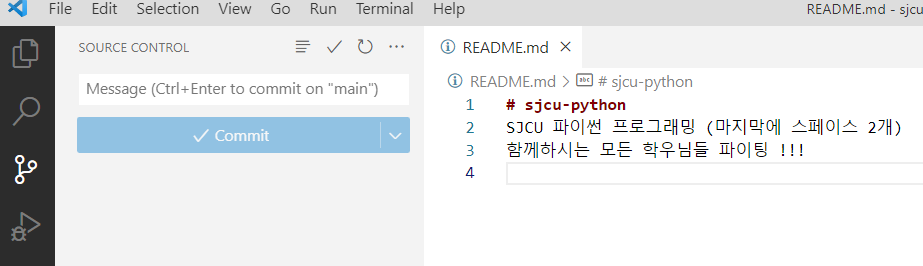 File Edit Selection View Go Run Terminal Help README.md - sjcu
SOURCE CONTROL
Message (Ctrl+Enter to commit on "main")
Commit
README.md
README.md > # sjcu-python
1 # sjcu-python
2 SJCU 파이썬 프로그래밍 (마지막에 스페이스 2개)
3 함께하시는 모든 학우님들 파이팅 !!!
4